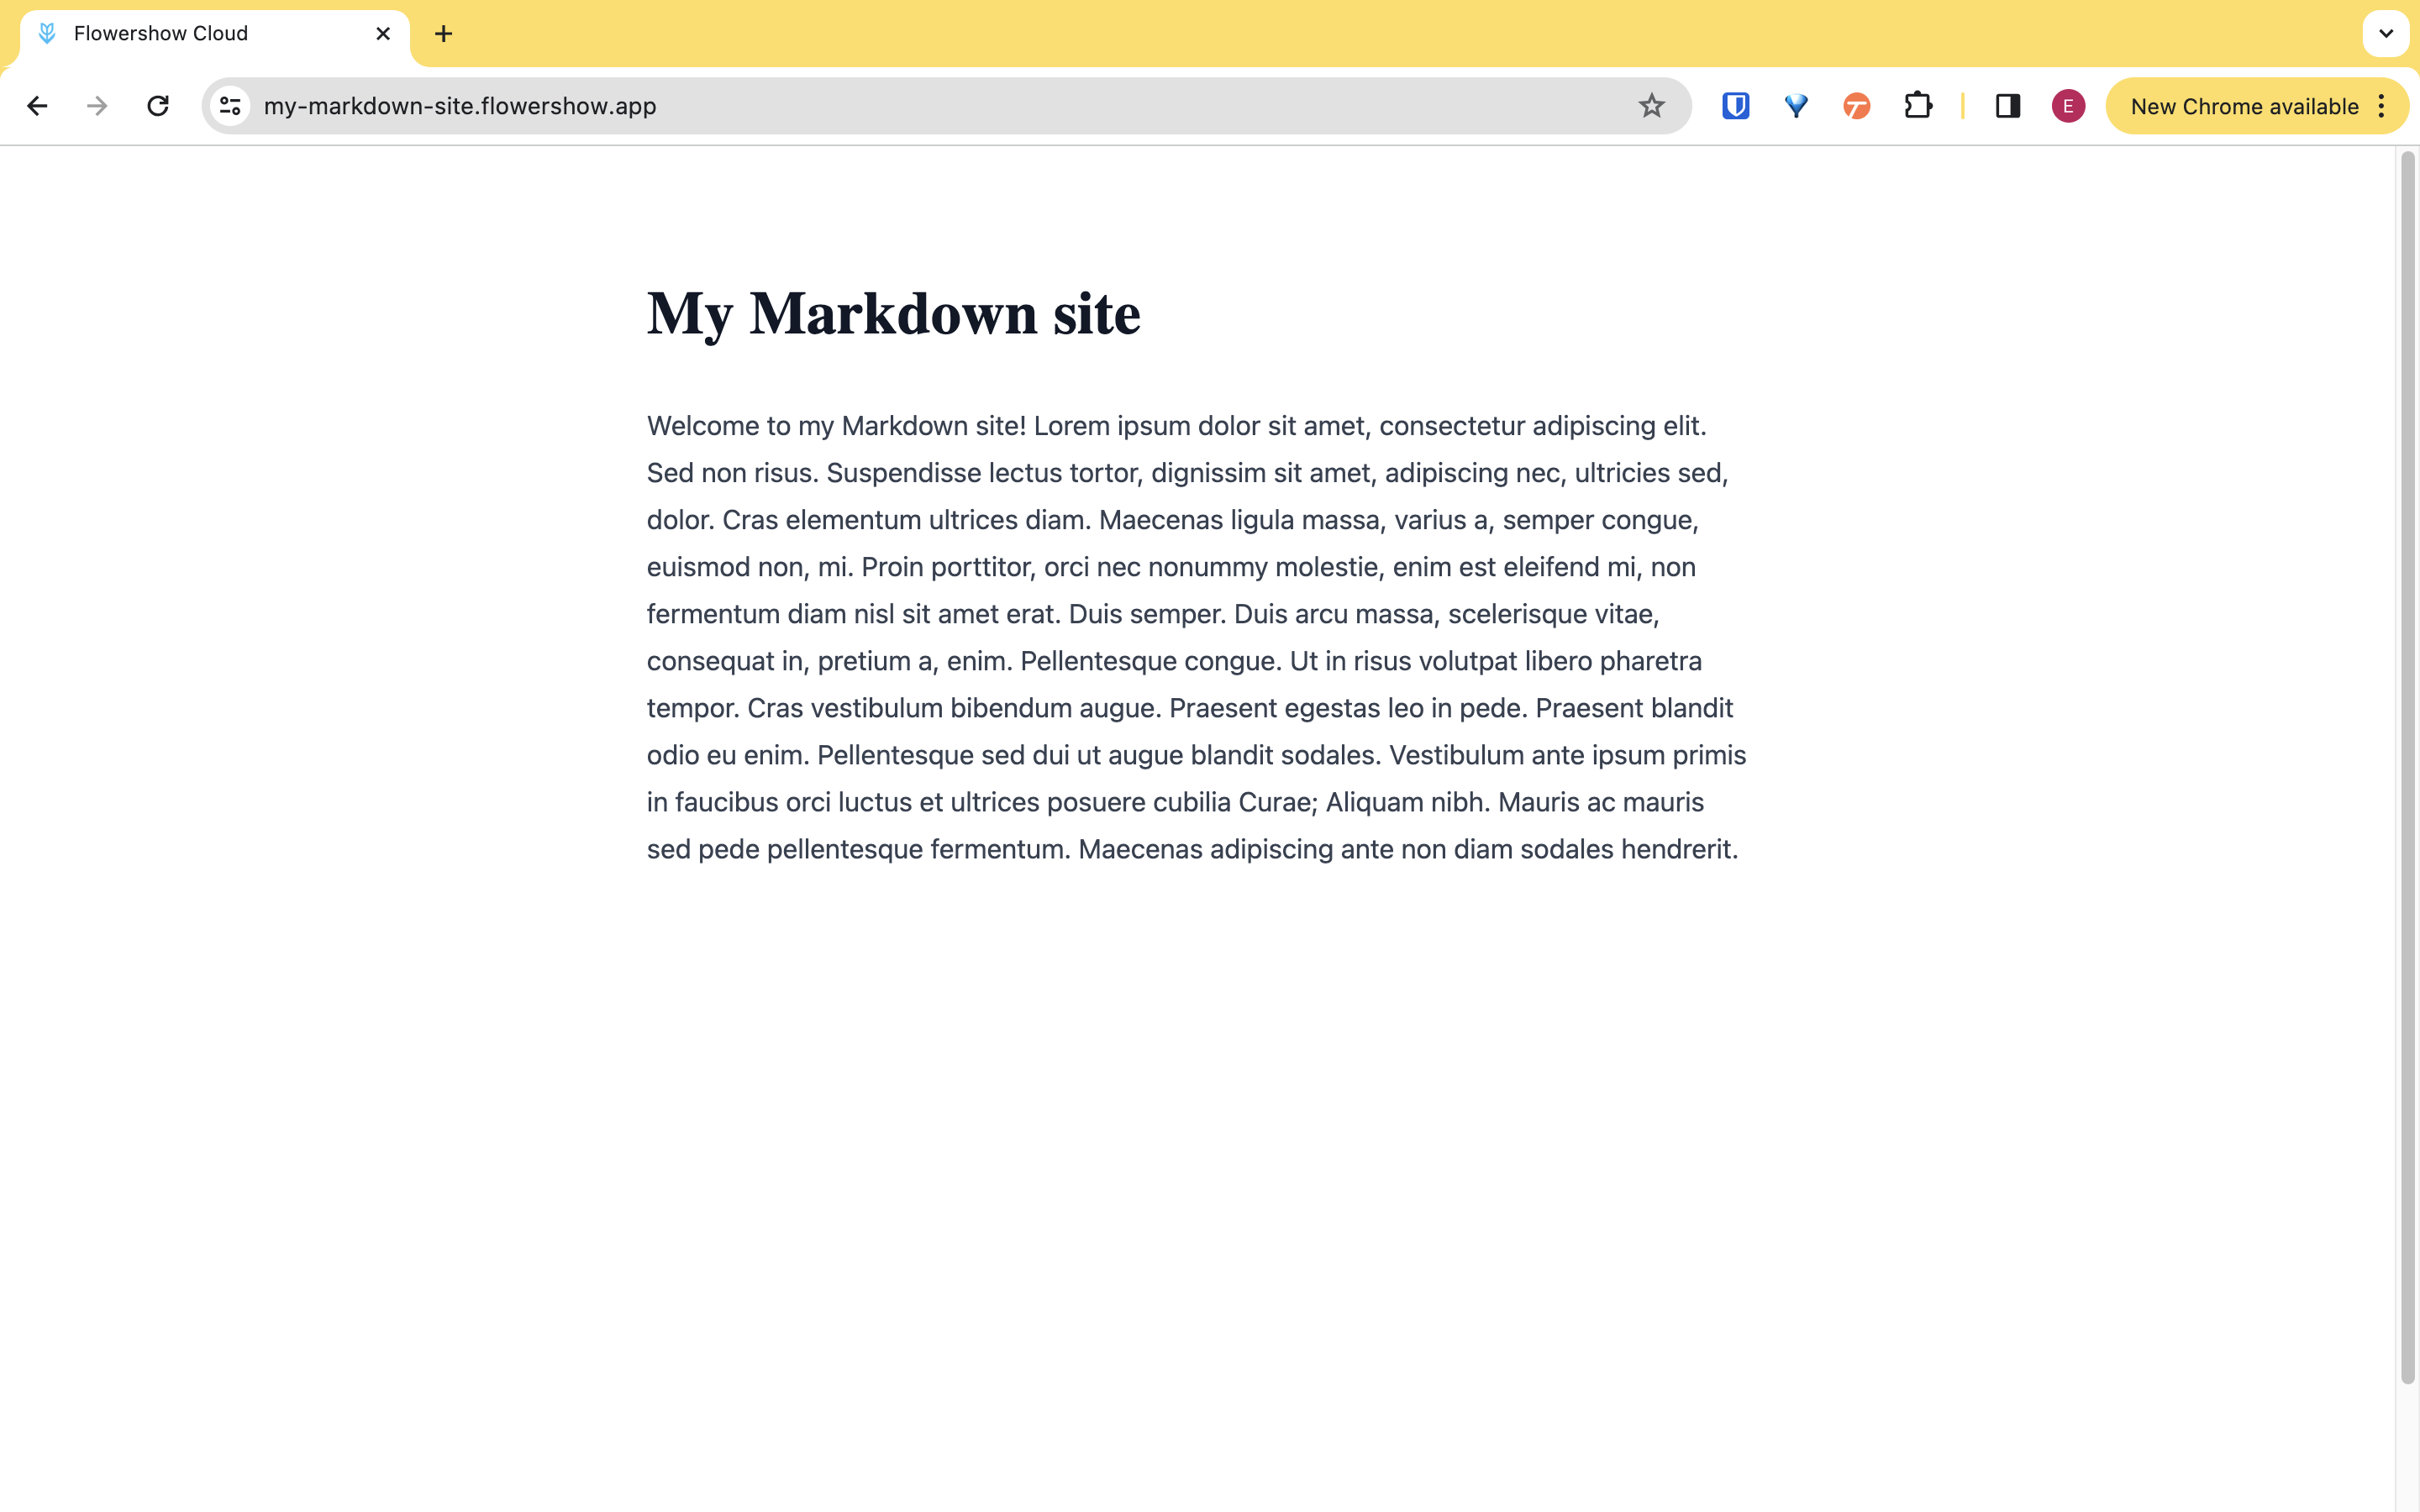 Flowershow Cloud
my-markdown-site.flowershow.app
E
New Chrome available
My Markdown site
Welcome to my Markdown site! Lorem ipsum dolor sit amet, consectetur adipiscing elit.
Sed non risus. Suspendisse lectus tortor, dignissim sit amet, adipiscing nec, ultricies sed,
dolor. Cras elementum ultrices diam. Maecenas ligula massa, varius a, semper congue,
euismod non, mi. Proin porttitor, orci nec nonummy molestie, enim est eleifend mi, non
fermentum diam nisl sit amet erat. Duis semper. Duis arcu massa, scelerisque vitae,
consequat in, pretium a, enim. Pellentesque congue. Ut in risus volutpat libero pharetra
tempor. Cras vestibulum bibendum augue. Praesent egestas leo in pede. Praesent blandit
odio eu enim. Pellentesque sed dui ut augue blandit sodales. Vestibulum ante ipsum primis
in faucibus orci luctus et ultrices posuere cubilia Curae; Aliquam nibh. Mauris ac mauris
sed pede pellentesque fermentum. Maecenas adipiscing ante non diam sodales hendrerit.